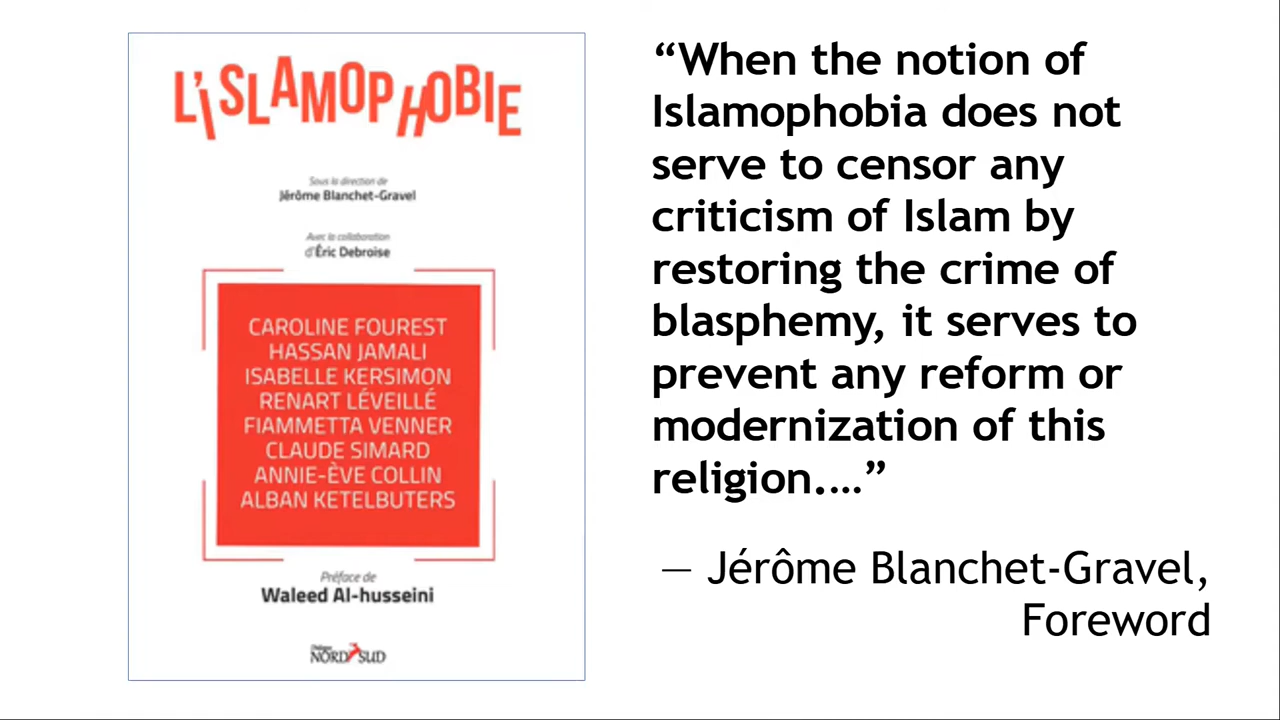 L'iSLAMOPHOBIE
Sous la direction de
Jérôme Blanchet-Gravel
Avec la collaboration
d'Éric Debroise
CAROLINE FOUREST
HASSAN JAMALI
ISABELLE KERSIMON
RENART LÉVEILLÉ
FIAMMETTA VENNER
CLAUDE SIMARD
ANNIE-ÈVE COLLIN
ALBAN KETELBUTERS
Préface de
Waleed Al-husseini
NORD SUD
“When the notion of
Islamophobia does not
serve to censor any
criticism of Islam by
restoring the crime of
blasphemy, it serves to
prevent any reform or
modernization of this
religion.…”
— Jérôme Blanchet-Gravel,
Foreword